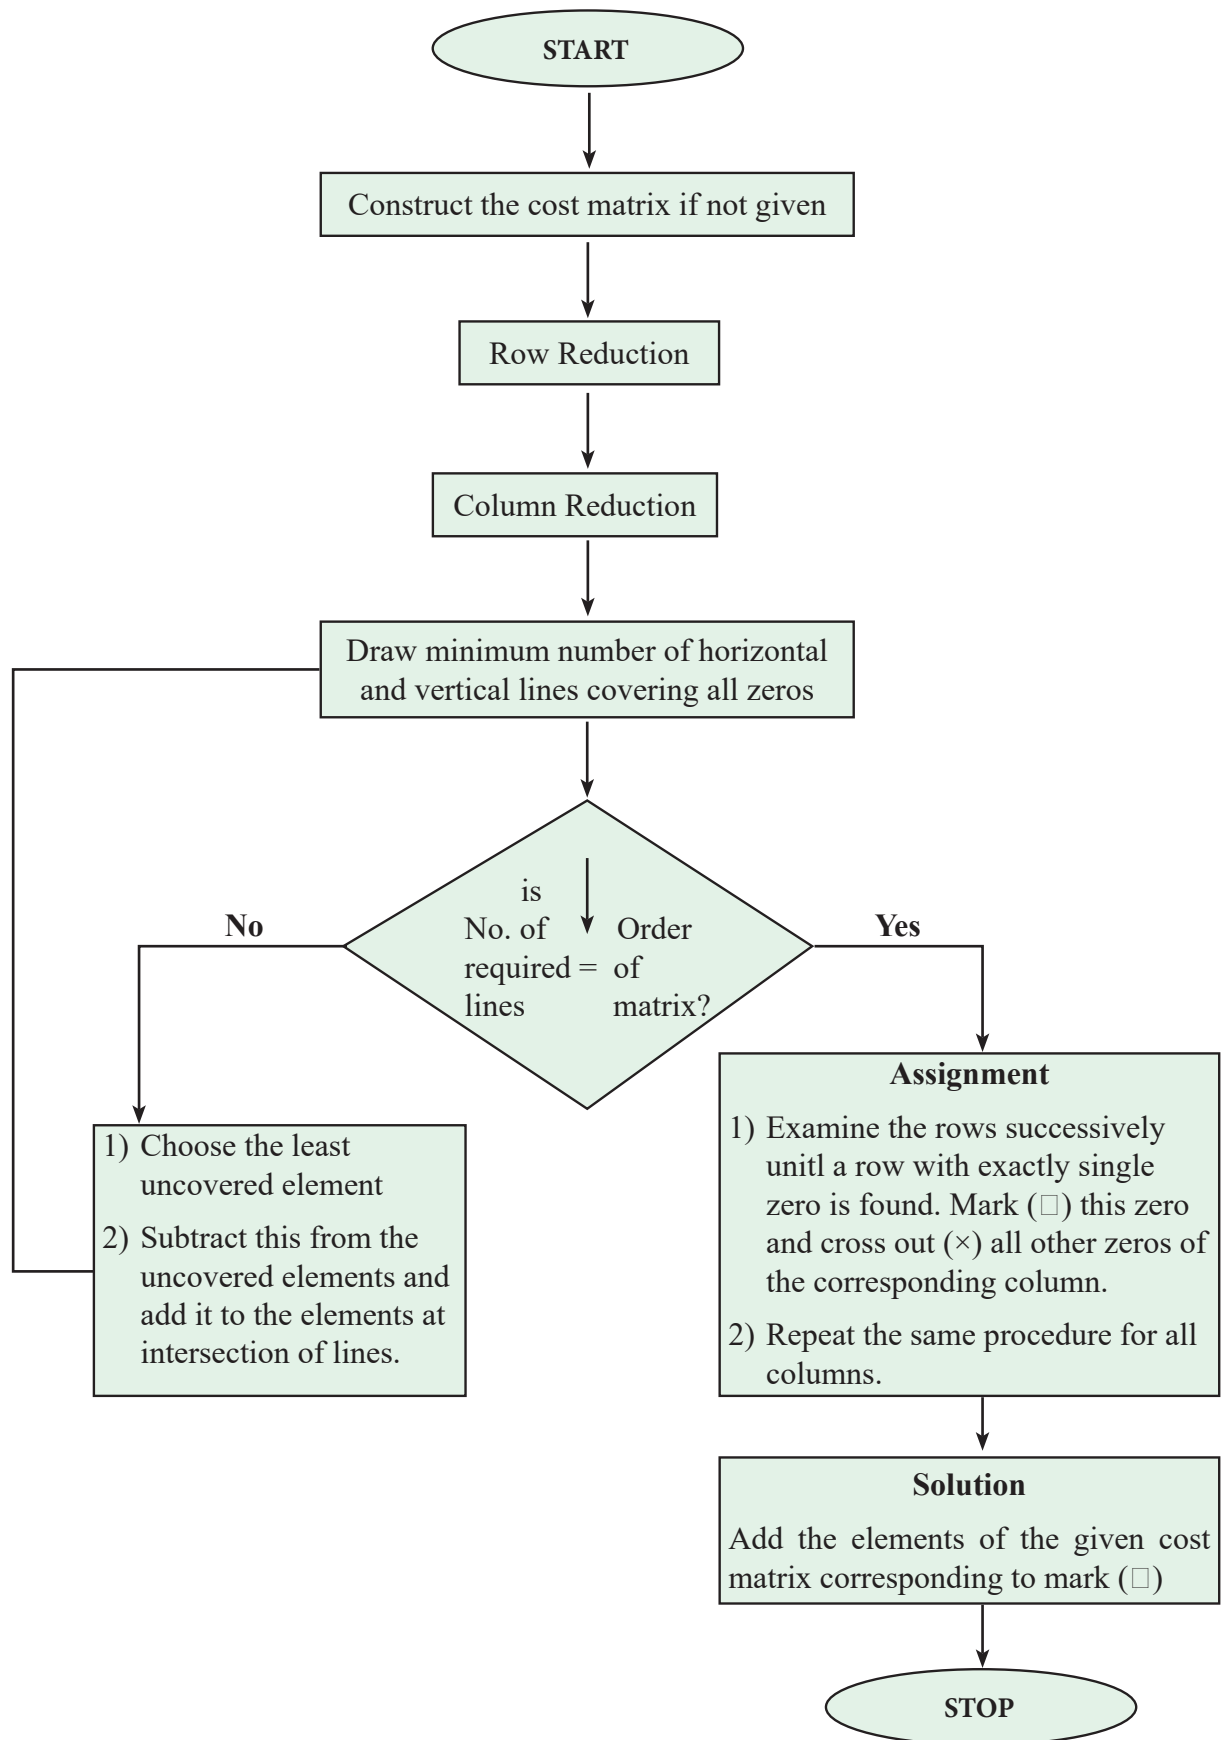 START
Construct the cost matrix if not given
Row Reduction
Column Reduction
Draw minimum number of horizontal
and vertical lines covering all zeros
is
No. of Order
required = of
lines matrix?
No
Yes
1) Choose the least
uncovered element
2) Subtract this from the
uncovered elements and
add it to the elements at
intersection of lines.
Assignment
1) Examine the rows successively
unitl a row with exactly single
zero is found. Mark (□) this zero
and cross out (×) all other zeros of
the corresponding column.
2) Repeat the same procedure for all
columns.
Solution
Add the elements of the given cost
matrix corresponding to mark (□)
STOP